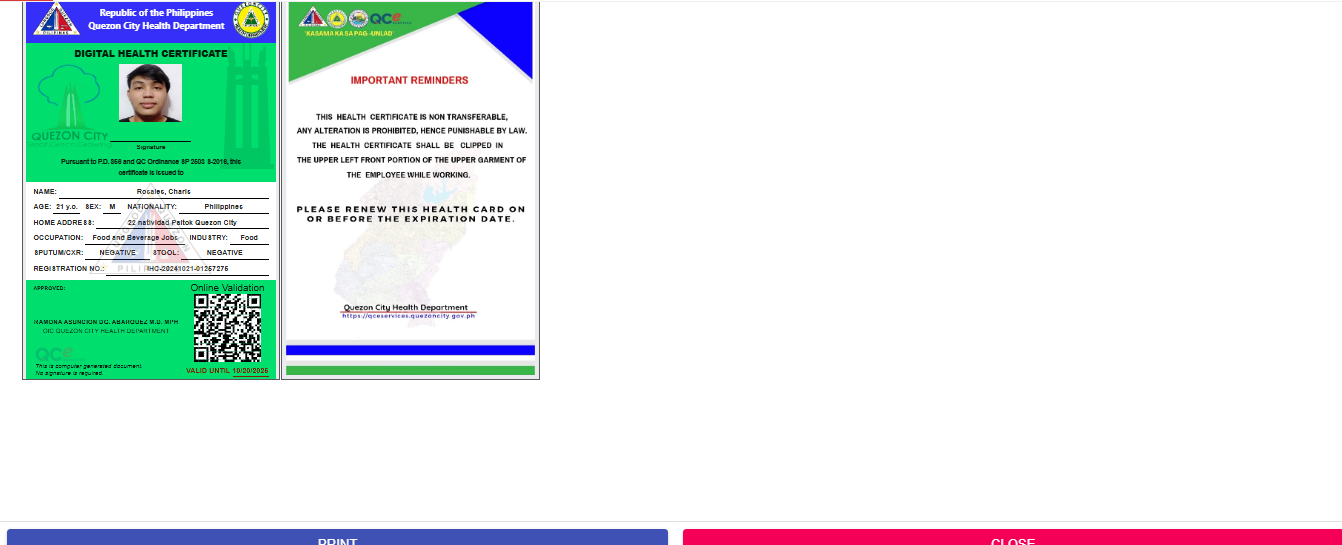 Republic of the Philippines
Quezon City Health Department
DIGITAL HEALTH CERTIFICATE
QUEZON CITY
Signature
Pursuant to P.D. 856 and QC Ordinance SP 2503 S-2016, this
certificate is issued to
NAME: Rosales, Charls
AGE: 21 y.o. SEX: M NATIONALITY: Philippines
HOME ADDRESS: 22 natividad Paltok Quezon City
OCCUPATION: Food and Beverage Jobs INDUSTRY: Food
SPUTUM/CXR: NEGATIVE STOOL: NEGATIVE
REGISTRATION NO.: IHC-20241021-01257275
APPROVED:
Online Validation
RAMONA ASUNCION DG. ABARQUEZ M.D. MPH
OIC QUEZON CITY HEALTH DEPARTMENT
QCe
This is computer generated document.
No signature is required.
VALID UNTIL 10/20/2025
QCe
"KASAMA KA SA PAG-UNLAD"
IMPORTANT REMINDERS
THIS HEALTH CERTIFICATE IS NON TRANSFERABLE,
ANY ALTERATION IS PROHIBITED, HENCE PUNISHABLE BY LAW.
THE HEALTH CERTIFICATE SHALL BE CLIPPED IN
THE UPPER LEFT FRONT PORTION OF THE UPPER GARMENT OF
THE EMPLOYEE WHILE WORKING.
PLEASE RENEW THIS HEALTH CARD ON
OR BEFORE THE EXPIRATION DATE.
Quezon City Health Department
https://qceservices.quezoncity.gov.ph
PRINT
CLOSE